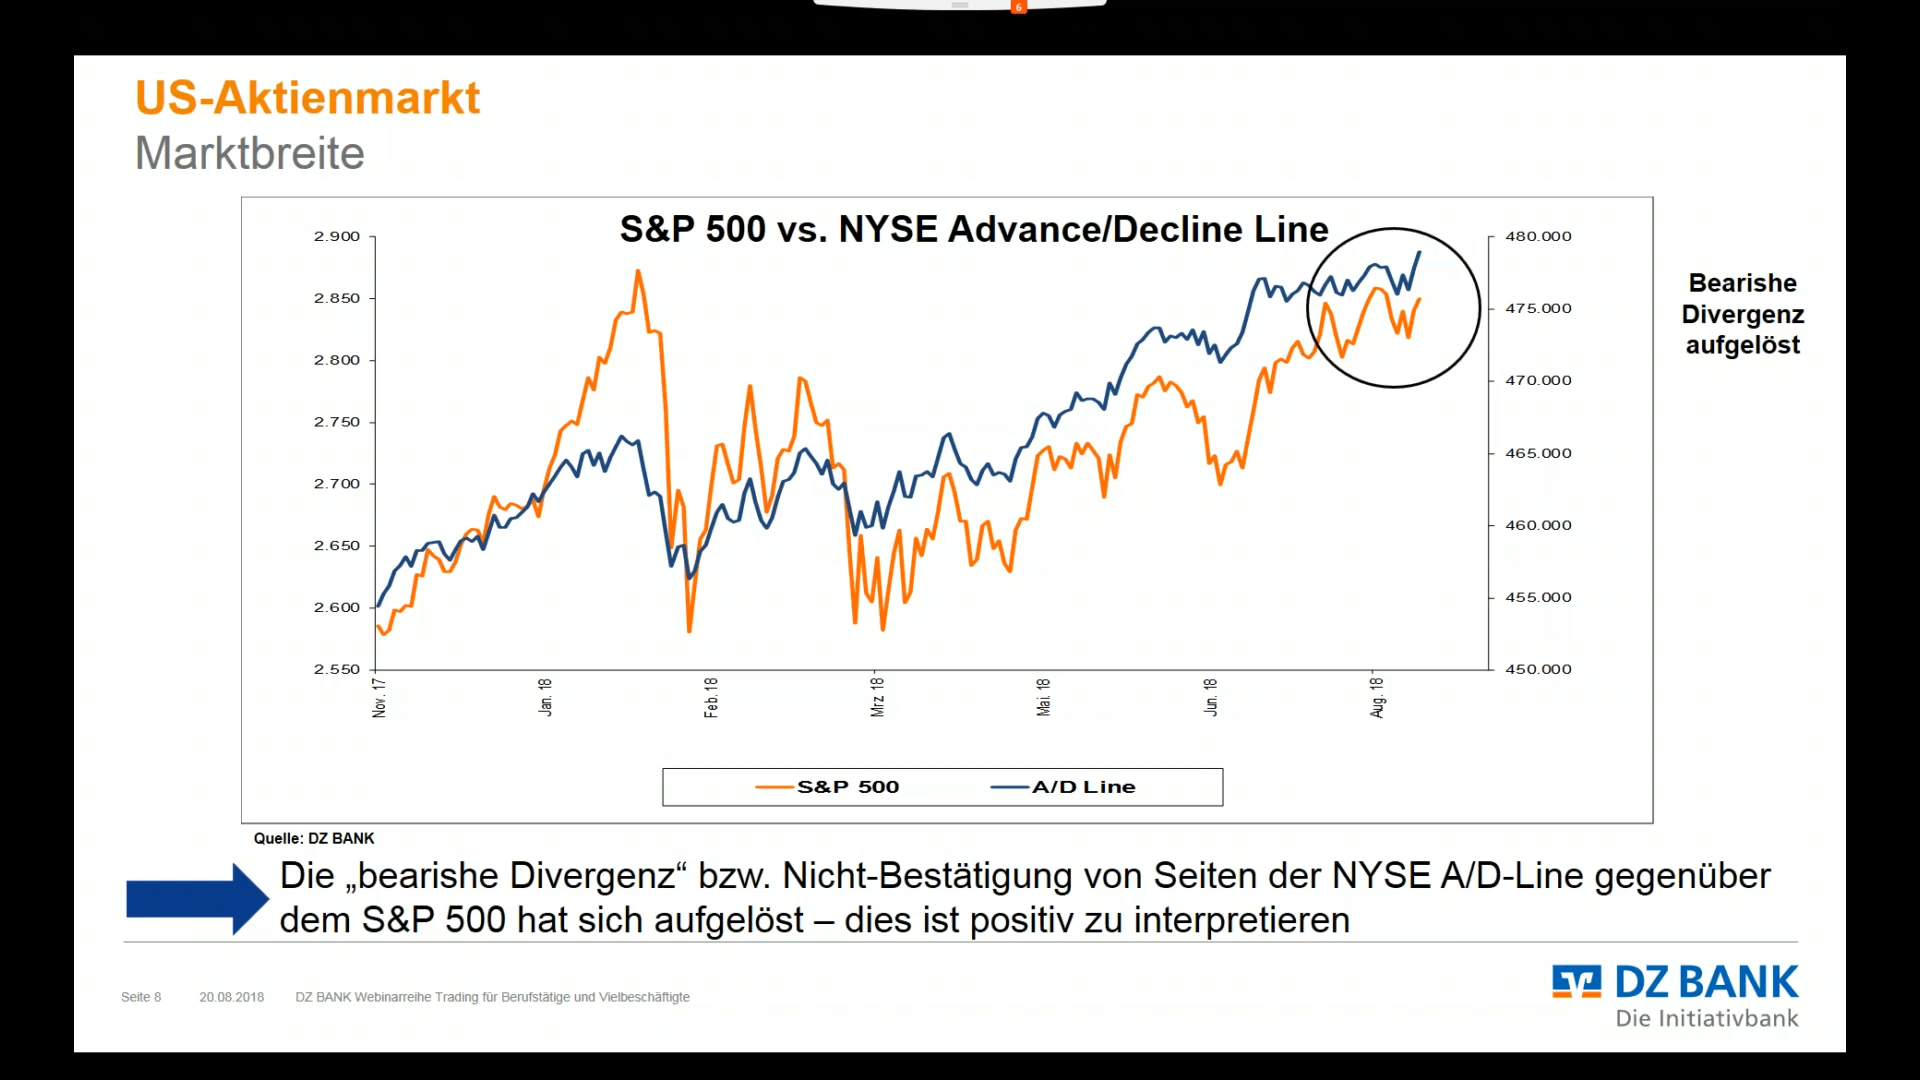 6
US-Aktienmarkt
Marktbreite
S&P 500 vs. NYSE Advance/Decline Line
2.900
2.850
2.800
2.750
2.700
2.650
2.600
2.550
480.000
475.000
470.000
465.000
460.000
455.000
450.000
Nov. 17
Jan. 18
Feb. 18
Mrz 18
Mai. 18
Jun. 18
Aug. 18
S&P 500
A/D Line
Bearishe
Divergenz
aufgelöst
Quelle: DZ BANK
Die „bearishe Divergenz“ bzw. Nicht-Bestätigung von Seiten der NYSE A/D-Line gegenüber
dem S&P 500 hat sich aufgelöst – dies ist positiv zu interpretieren
Seite 8 20.08.2018 DZ BANK Webinarreihe Trading für Berufstätige und Vielbeschäftigte
DZ BANK
Die Initiativbank